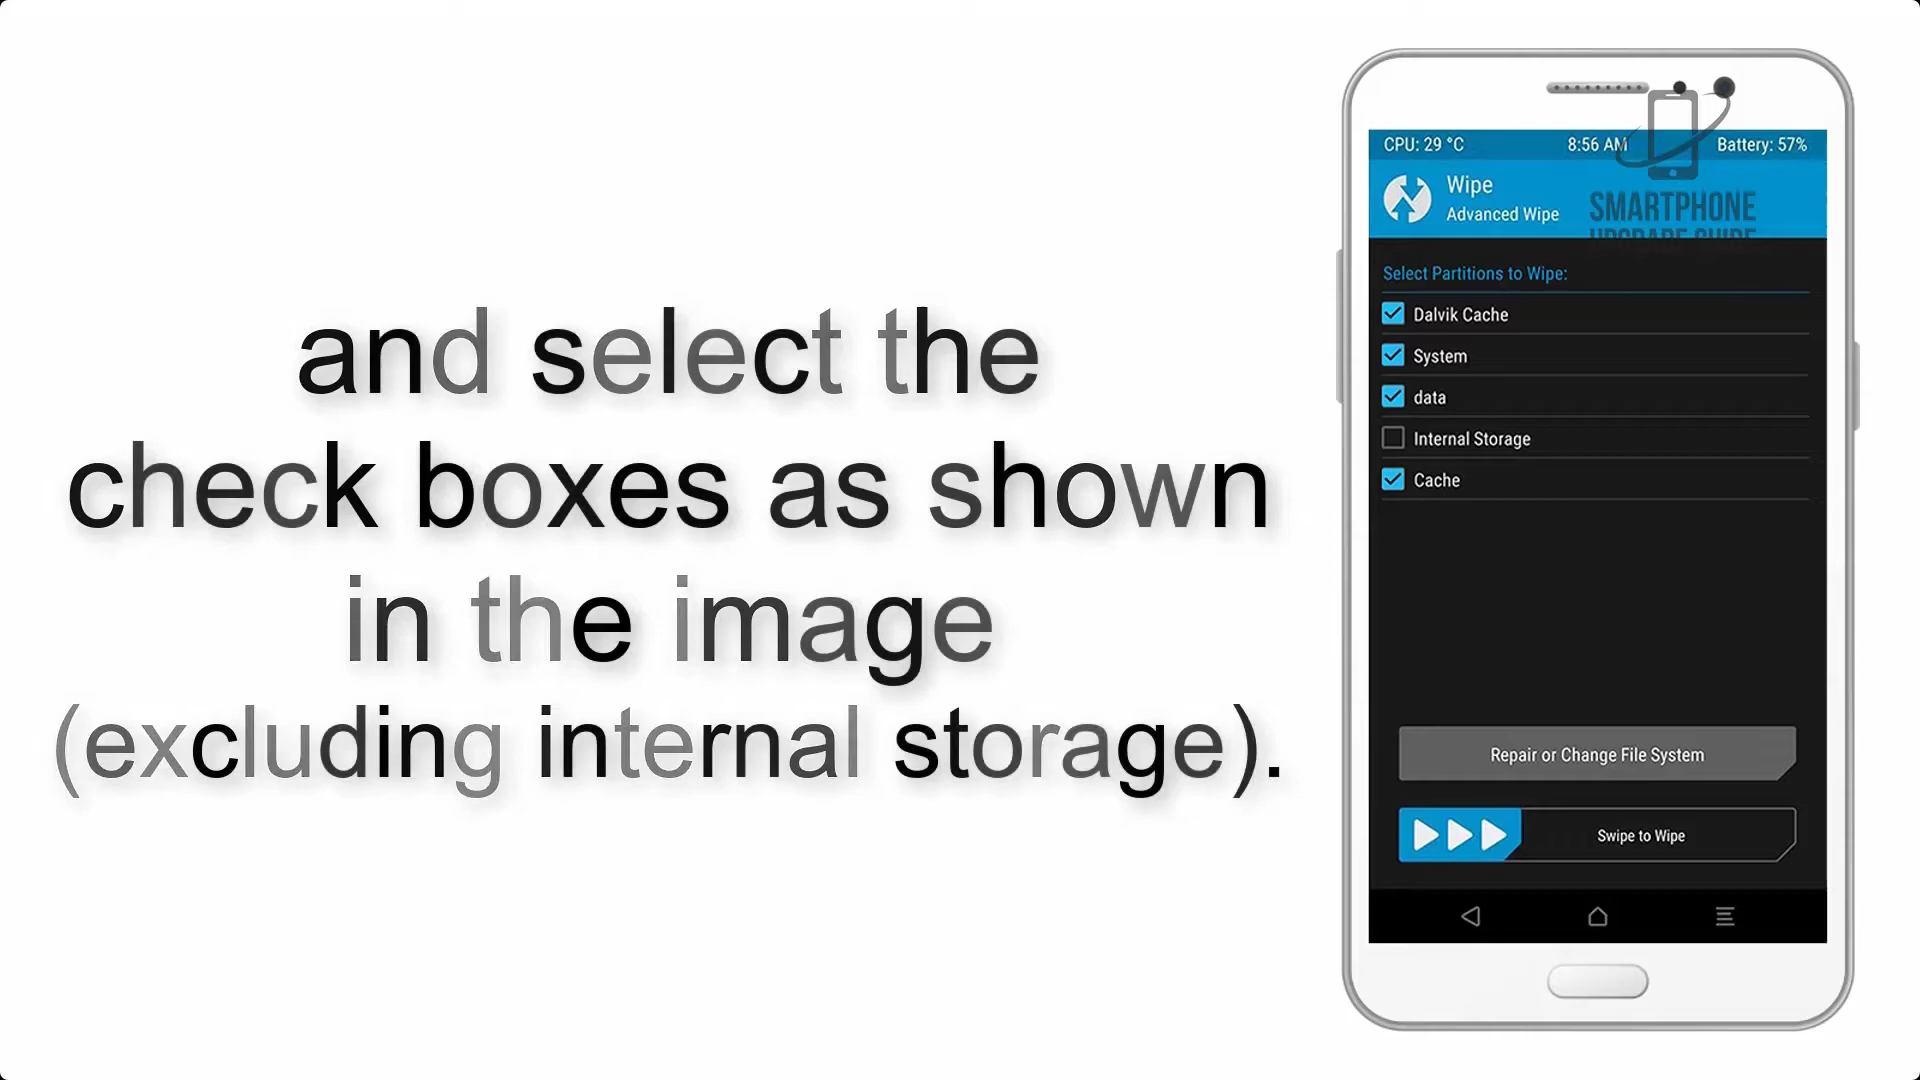 and select the
check boxes as shown
in the image
(excluding internal storage).
CPU: 29 °C 8:56 AM Battery: 57%
Wipe
Advanced Wipe
SMARTPHONE
UPGRADE GUIDE
Select Partitions to Wipe:
Dalvik Cache
System
data
Internal Storage
Cache
Repair or Change File System
Swipe to Wipe